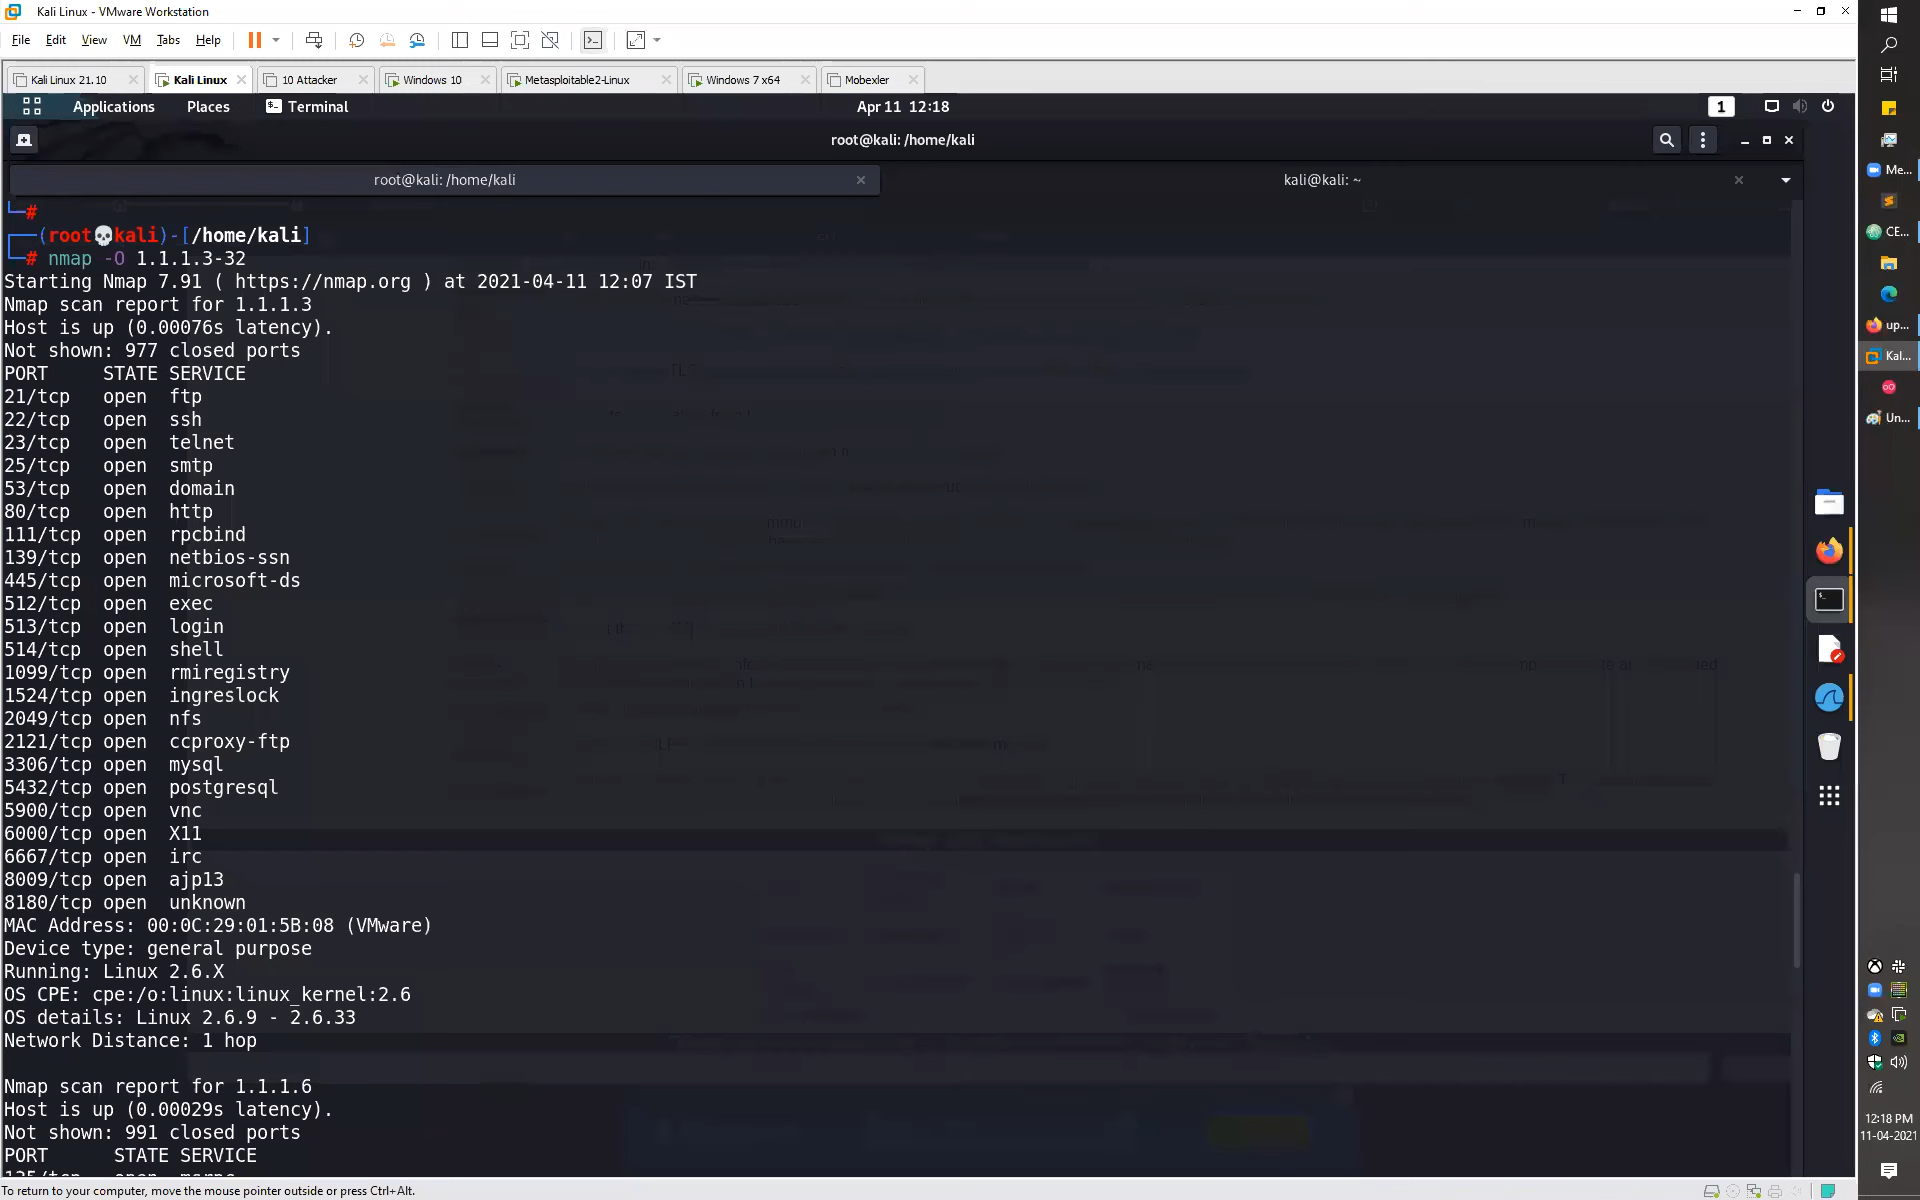 Kali Linux - VMware Workstation
File Edit View VM Tabs Help
Kali Linux 21.10 Kali Linux 10 Attacker Windows 10 Metasploitable2-Linux Windows 7 x64 Mobexler
Applications Places Terminal Apr 11 12:18 1
root@kali: /home/kali
root@kali: /home/kali kali@kali: ~
└─#
┌──(root💀kali)-[/home/kali]
└─# nmap -O 1.1.1.3-32
Starting Nmap 7.91 ( https://nmap.org ) at 2021-04-11 12:07 IST
Nmap scan report for 1.1.1.3
Host is up (0.00076s latency).
Not shown: 977 closed ports
PORT STATE SERVICE
21/tcp open ftp
22/tcp open ssh
23/tcp open telnet
25/tcp open smtp
53/tcp open domain
80/tcp open http
111/tcp open rpcbind
139/tcp open netbios-ssn
445/tcp open microsoft-ds
512/tcp open exec
513/tcp open login
514/tcp open shell
1099/tcp open rmiregistry
1524/tcp open ingreslock
2049/tcp open nfs
2121/tcp open ccproxy-ftp
3306/tcp open mysql
5432/tcp open postgresql
5900/tcp open vnc
6000/tcp open X11
6667/tcp open irc
8009/tcp open ajp13
8180/tcp open unknown
MAC Address: 00:0C:29:01:5B:08 (VMware)
Device type: general purpose
Running: Linux 2.6.X
OS CPE: cpe:/o:linux:linux_kernel:2.6
OS details: Linux 2.6.9 - 2.6.33
Network Distance: 1 hop
Nmap scan report for 1.1.1.6
Host is up (0.00029s latency).
Not shown: 991 closed ports
PORT STATE SERVICE
To return to your computer, move the mouse pointer outside or press Ctrl+Alt.
Me...
CE...
up...
Kal...
Un...
12:18 PM
11-04-2021